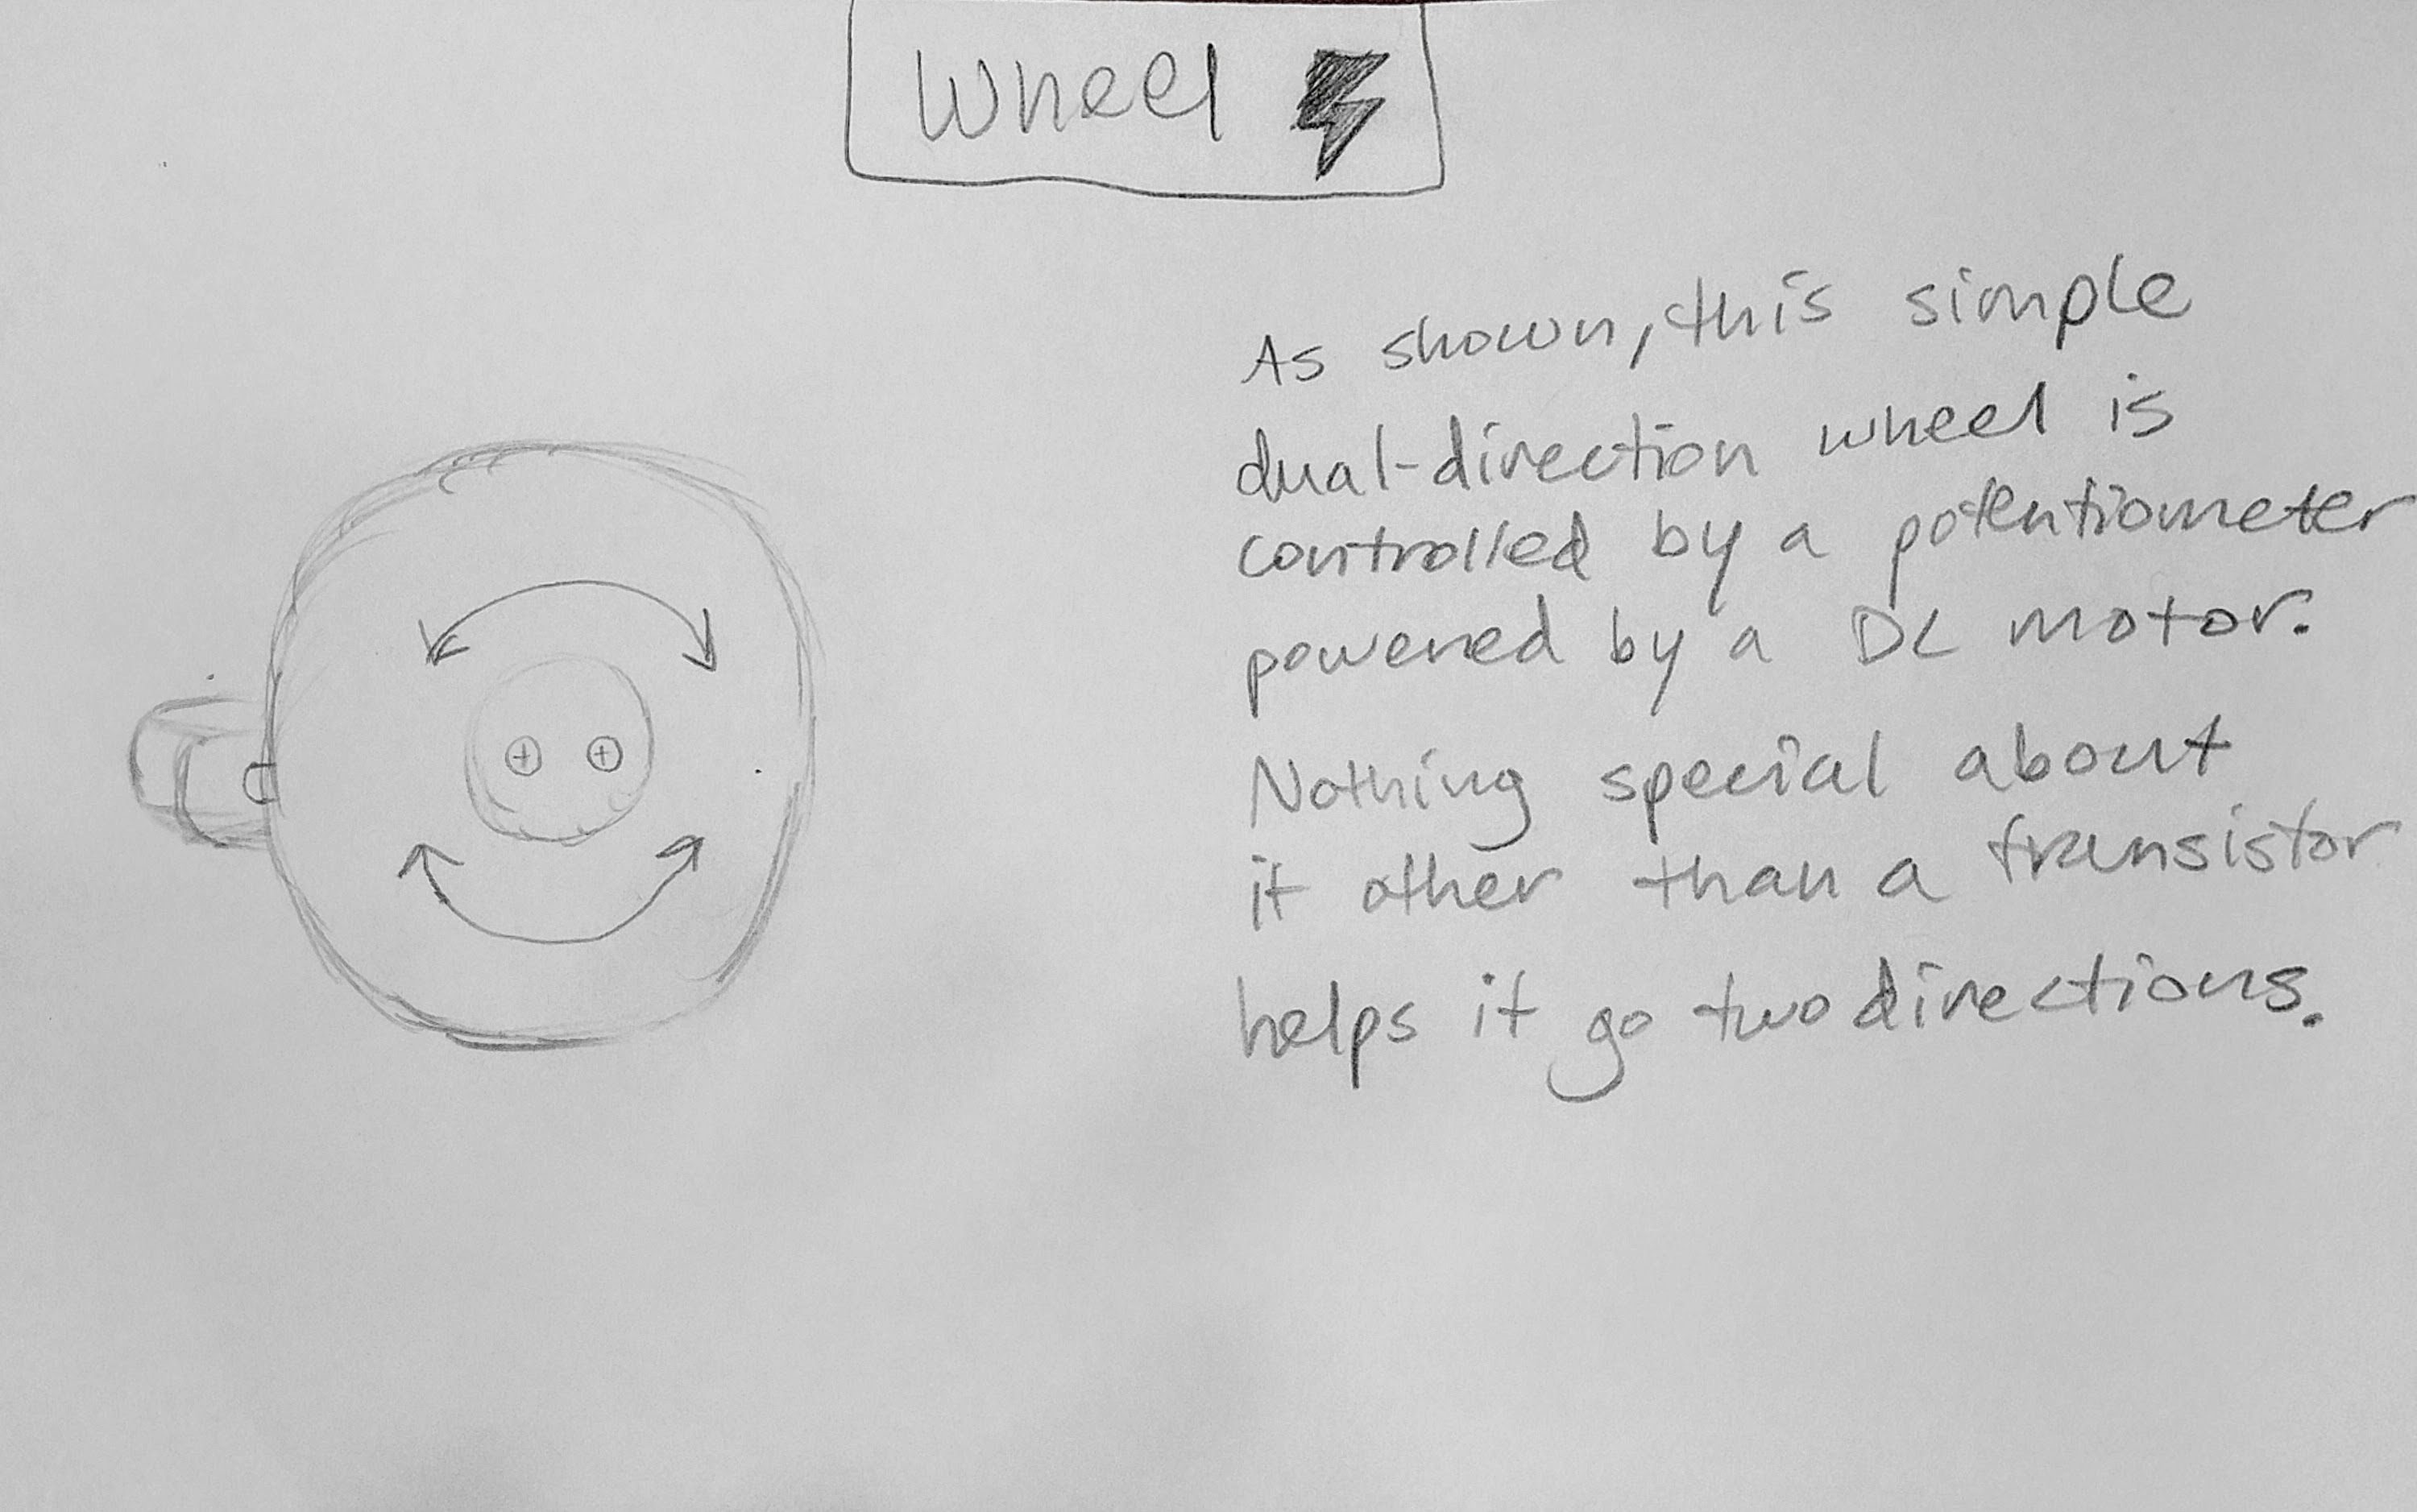 Wheel
As shown, this simple
dual-direction wheel is
controlled by a potentiometer
powered by a DC motor.
Nothing special about
it other than a transistor
helps it go two directions.